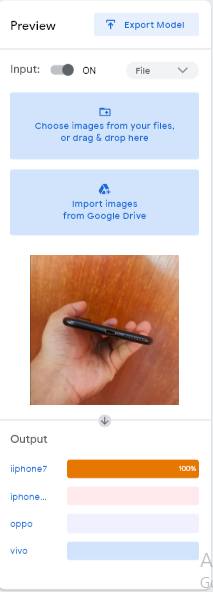 Preview
Export Model
Input:
ON
File
Choose images from your files,
or drag & drop here
Import images
from Google Drive
Output
iiphone7
100%
iphone...
oppo
vivo
A
Go